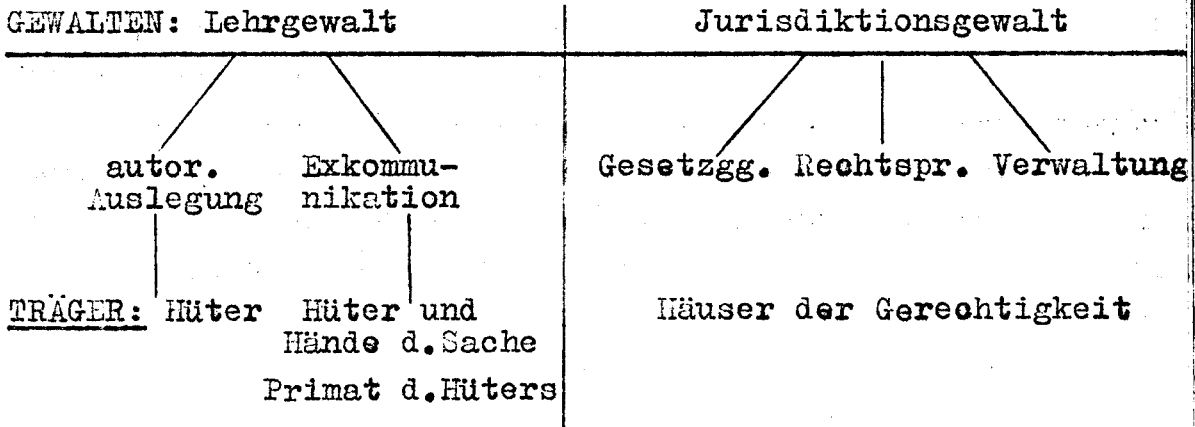 GEWALTEN: Lehrgewalt
Jurisdiktionsgewalt
autor.
Auslegung
Exkommu-
nikation
Gesetzgg. Rechtspr. Verwaltung
TRÄGER: Hüter
Hüter und
Hände d.Sache
Primat d.Hüters
Häuser der Gerechtigkeit